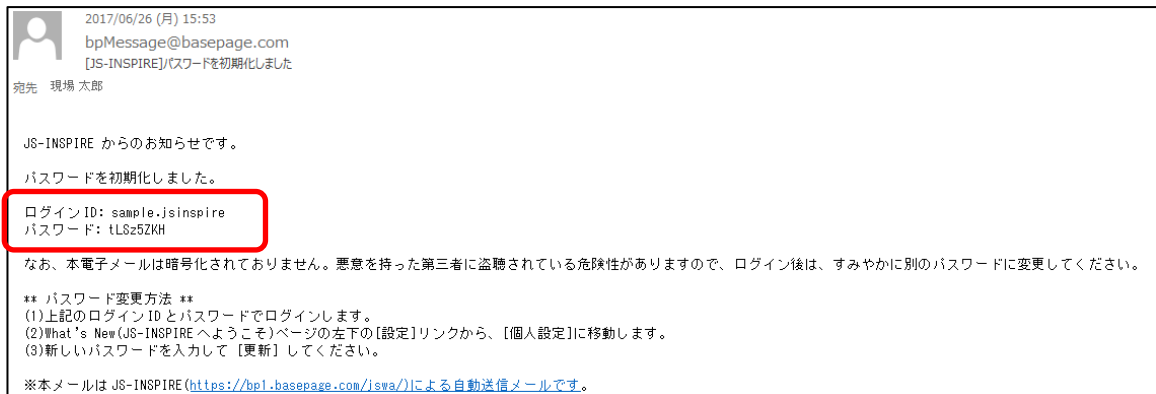 2017/06/26 (月) 15:53
bpMessage@basepage.com
[JS-INSPIRE]パスワードを初期化しました
宛先 現場 太郎
JS-INSPIRE からのお知らせです。
パスワードを初期化しました。
ログインID: sample.jsinspire
パスワード: tLSz5ZKH
なお、本電子メールは暗号化されておりません。悪意を持った第三者に盗聴されている危険性がありますので、ログイン後は、すみやかに別のパスワードに変更してください。
** パスワード変更方法 **
(1)上記のログインIDとパスワードでログインします。
(2)What's New(JS-INSPIREへようこそ)ページの左下の[設定]リンクから、[個人設定]に移動します。
(3)新しいパスワードを入力して [更新] してください。
※本メールは JS-INSPIRE(https://bp1.basepage.com/jswa/)による自動送信メールです。